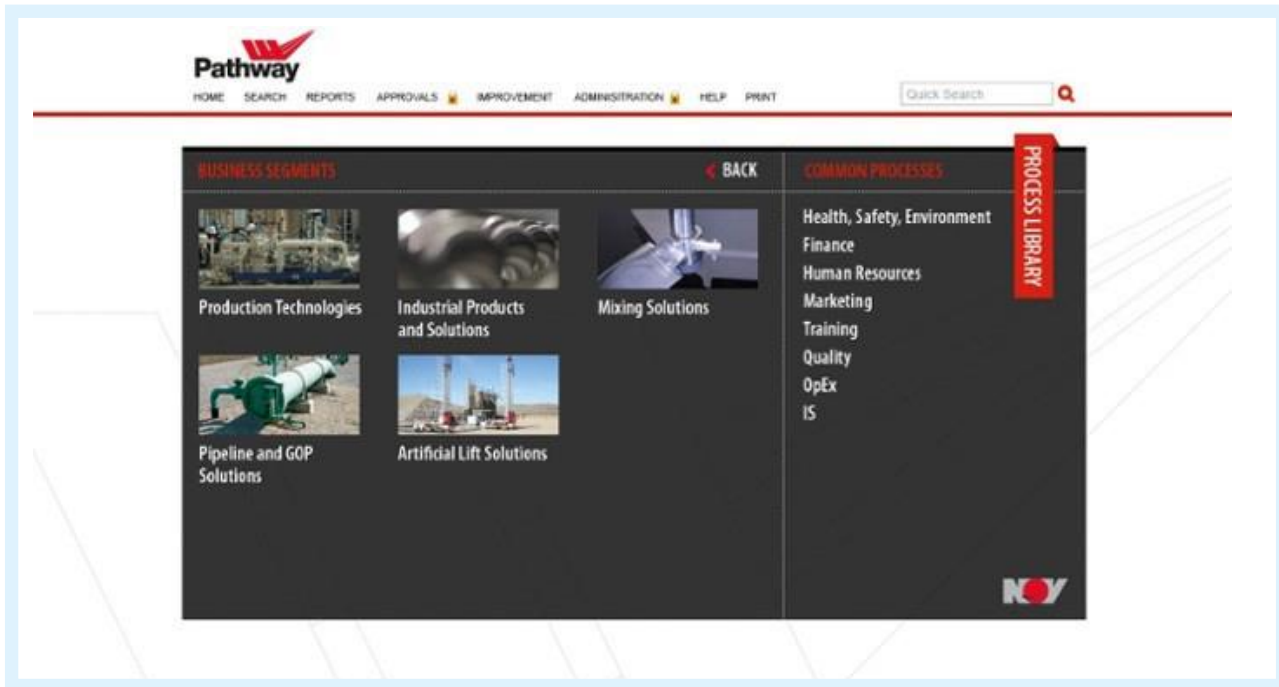 Pathway
HOME SEARCH REPORTS APPROVALS IMPROVEMENT ADMINISITRATION HELP PRINT
Quick Search
BUSINESS SEGMENTS
BACK
Production Technologies
Industrial Products
and Solutions
Mixing Solutions
Pipeline and GOP
Solutions
Artificial Lift Solutions
COMMON PROCESSES
Health, Safety, Environment
Finance
Human Resources
Marketing
Training
Quality
OpEx
IS
PROCESS LIBRARY
NOV